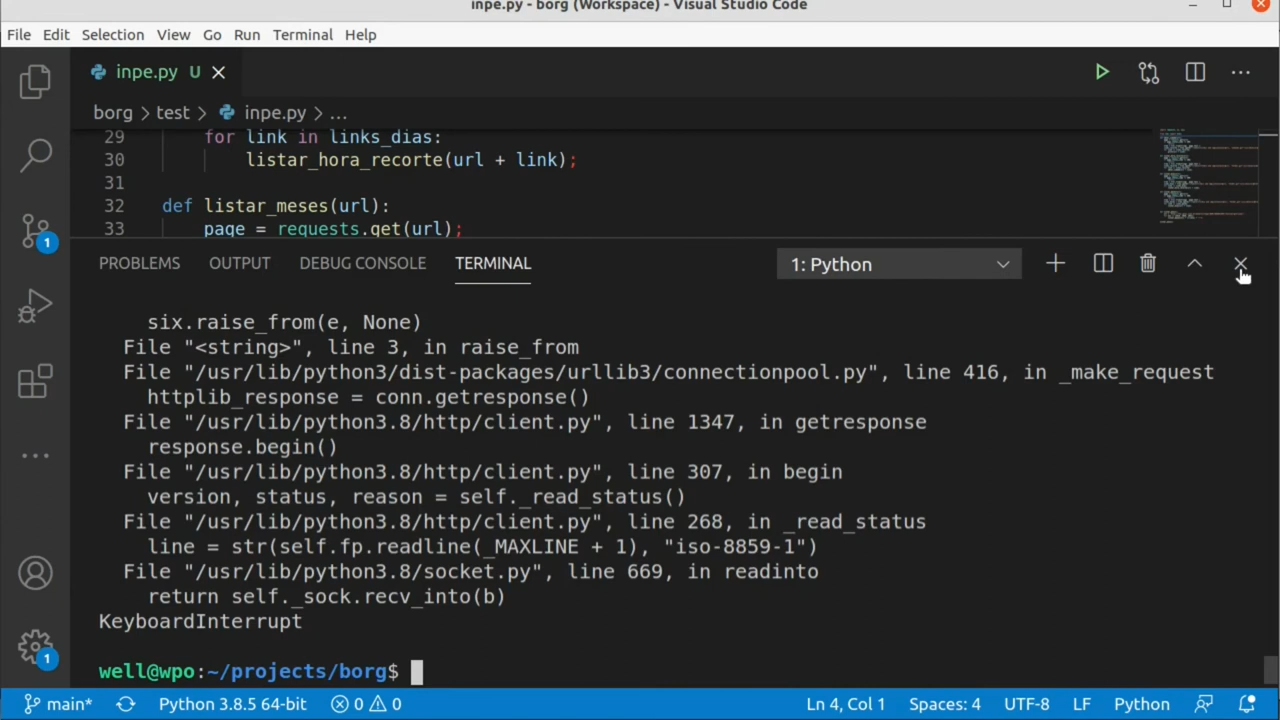 inpe.py - borg (Workspace) - Visual Studio Code
File Edit Selection View Go Run Terminal Help
inpe.py U
borg > test > inpe.py > ...
29 for link in links_dias:
30 listar_hora_recorte(url + link);
31
32 def listar_meses(url):
33 page = requests.get(url);
PROBLEMS OUTPUT DEBUG CONSOLE TERMINAL 1: Python
six.raise_from(e, None)
File "<string>", line 3, in raise_from
File "/usr/lib/python3/dist-packages/urllib3/connectionpool.py", line 416, in _make_request
httplib_response = conn.getresponse()
File "/usr/lib/python3.8/http/client.py", line 1347, in getresponse
response.begin()
File "/usr/lib/python3.8/http/client.py", line 307, in begin
version, status, reason = self._read_status()
File "/usr/lib/python3.8/http/client.py", line 268, in _read_status
line = str(self.fp.readline(_MAXLINE + 1), "iso-8859-1")
File "/usr/lib/python3.8/socket.py", line 669, in readinto
return self._sock.recv_into(b)
KeyboardInterrupt
well@wpo:~/projects/borg$
1
1
main* Python 3.8.5 64-bit 0 0 Ln 4, Col 1 Spaces: 4 UTF-8 LF Python